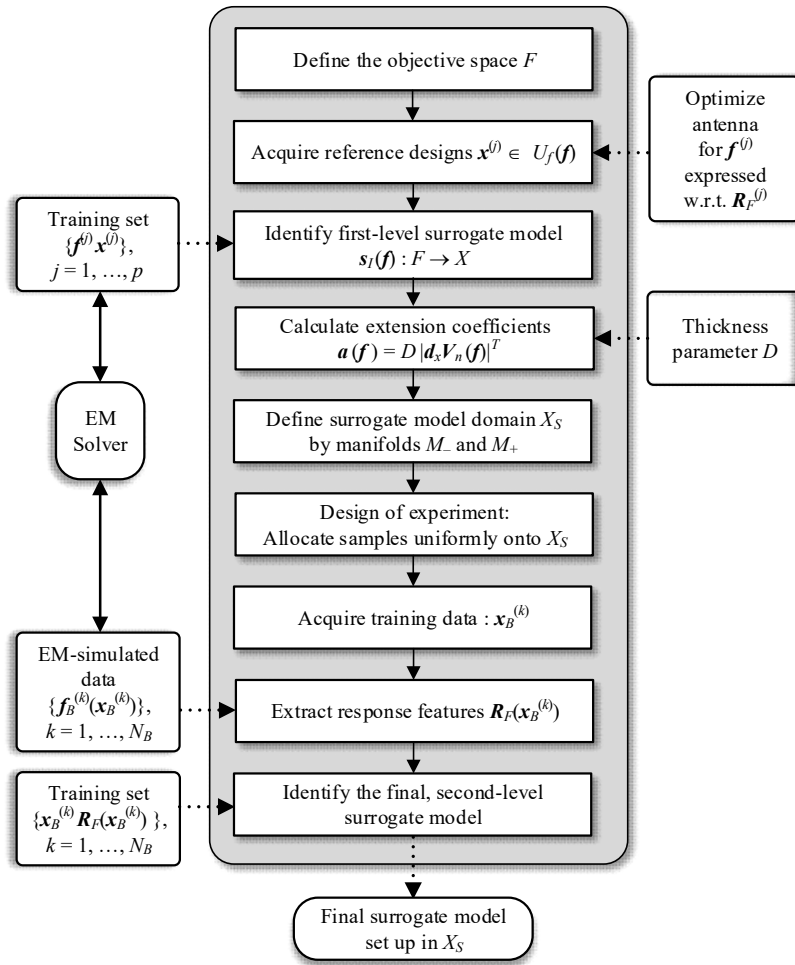 Define the objective space F
Acquire reference designs x^(j) ∈ U_f(f)
Optimize
antenna
for f^(j)
expressed
w.r.t. R_F^(j)
Training set
{f^(j) x^(j)},
j = 1, …, p
Identify first-level surrogate model
s_I(f) : F → X
Calculate extension coefficients
a(f) = D |d_x V_n(f)|^T
Thickness
parameter D
EM
Solver
Define surrogate model domain X_S
by manifolds M_− and M_+
Design of experiment:
Allocate samples uniformly onto X_S
Acquire training data : x_B^(k)
EM-simulated
data
{f_B^(k)(x_B^(k))},
k = 1, …, N_B
Extract response features R_F(x_B^(k))
Training set
{x_B^(k) R_F(x_B^(k)) },
k = 1, …, N_B
Identify the final, second-level
surrogate model
Final surrogate model
set up in X_S